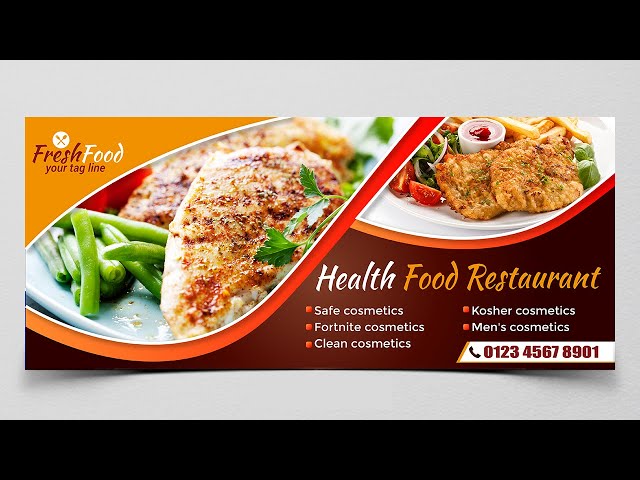 FreshFood
your tag line
Health Food Restaurant
Safe cosmetics
Fortnite cosmetics
Clean cosmetics
Kosher cosmetics
Men's cosmetics
0123 4567 8901